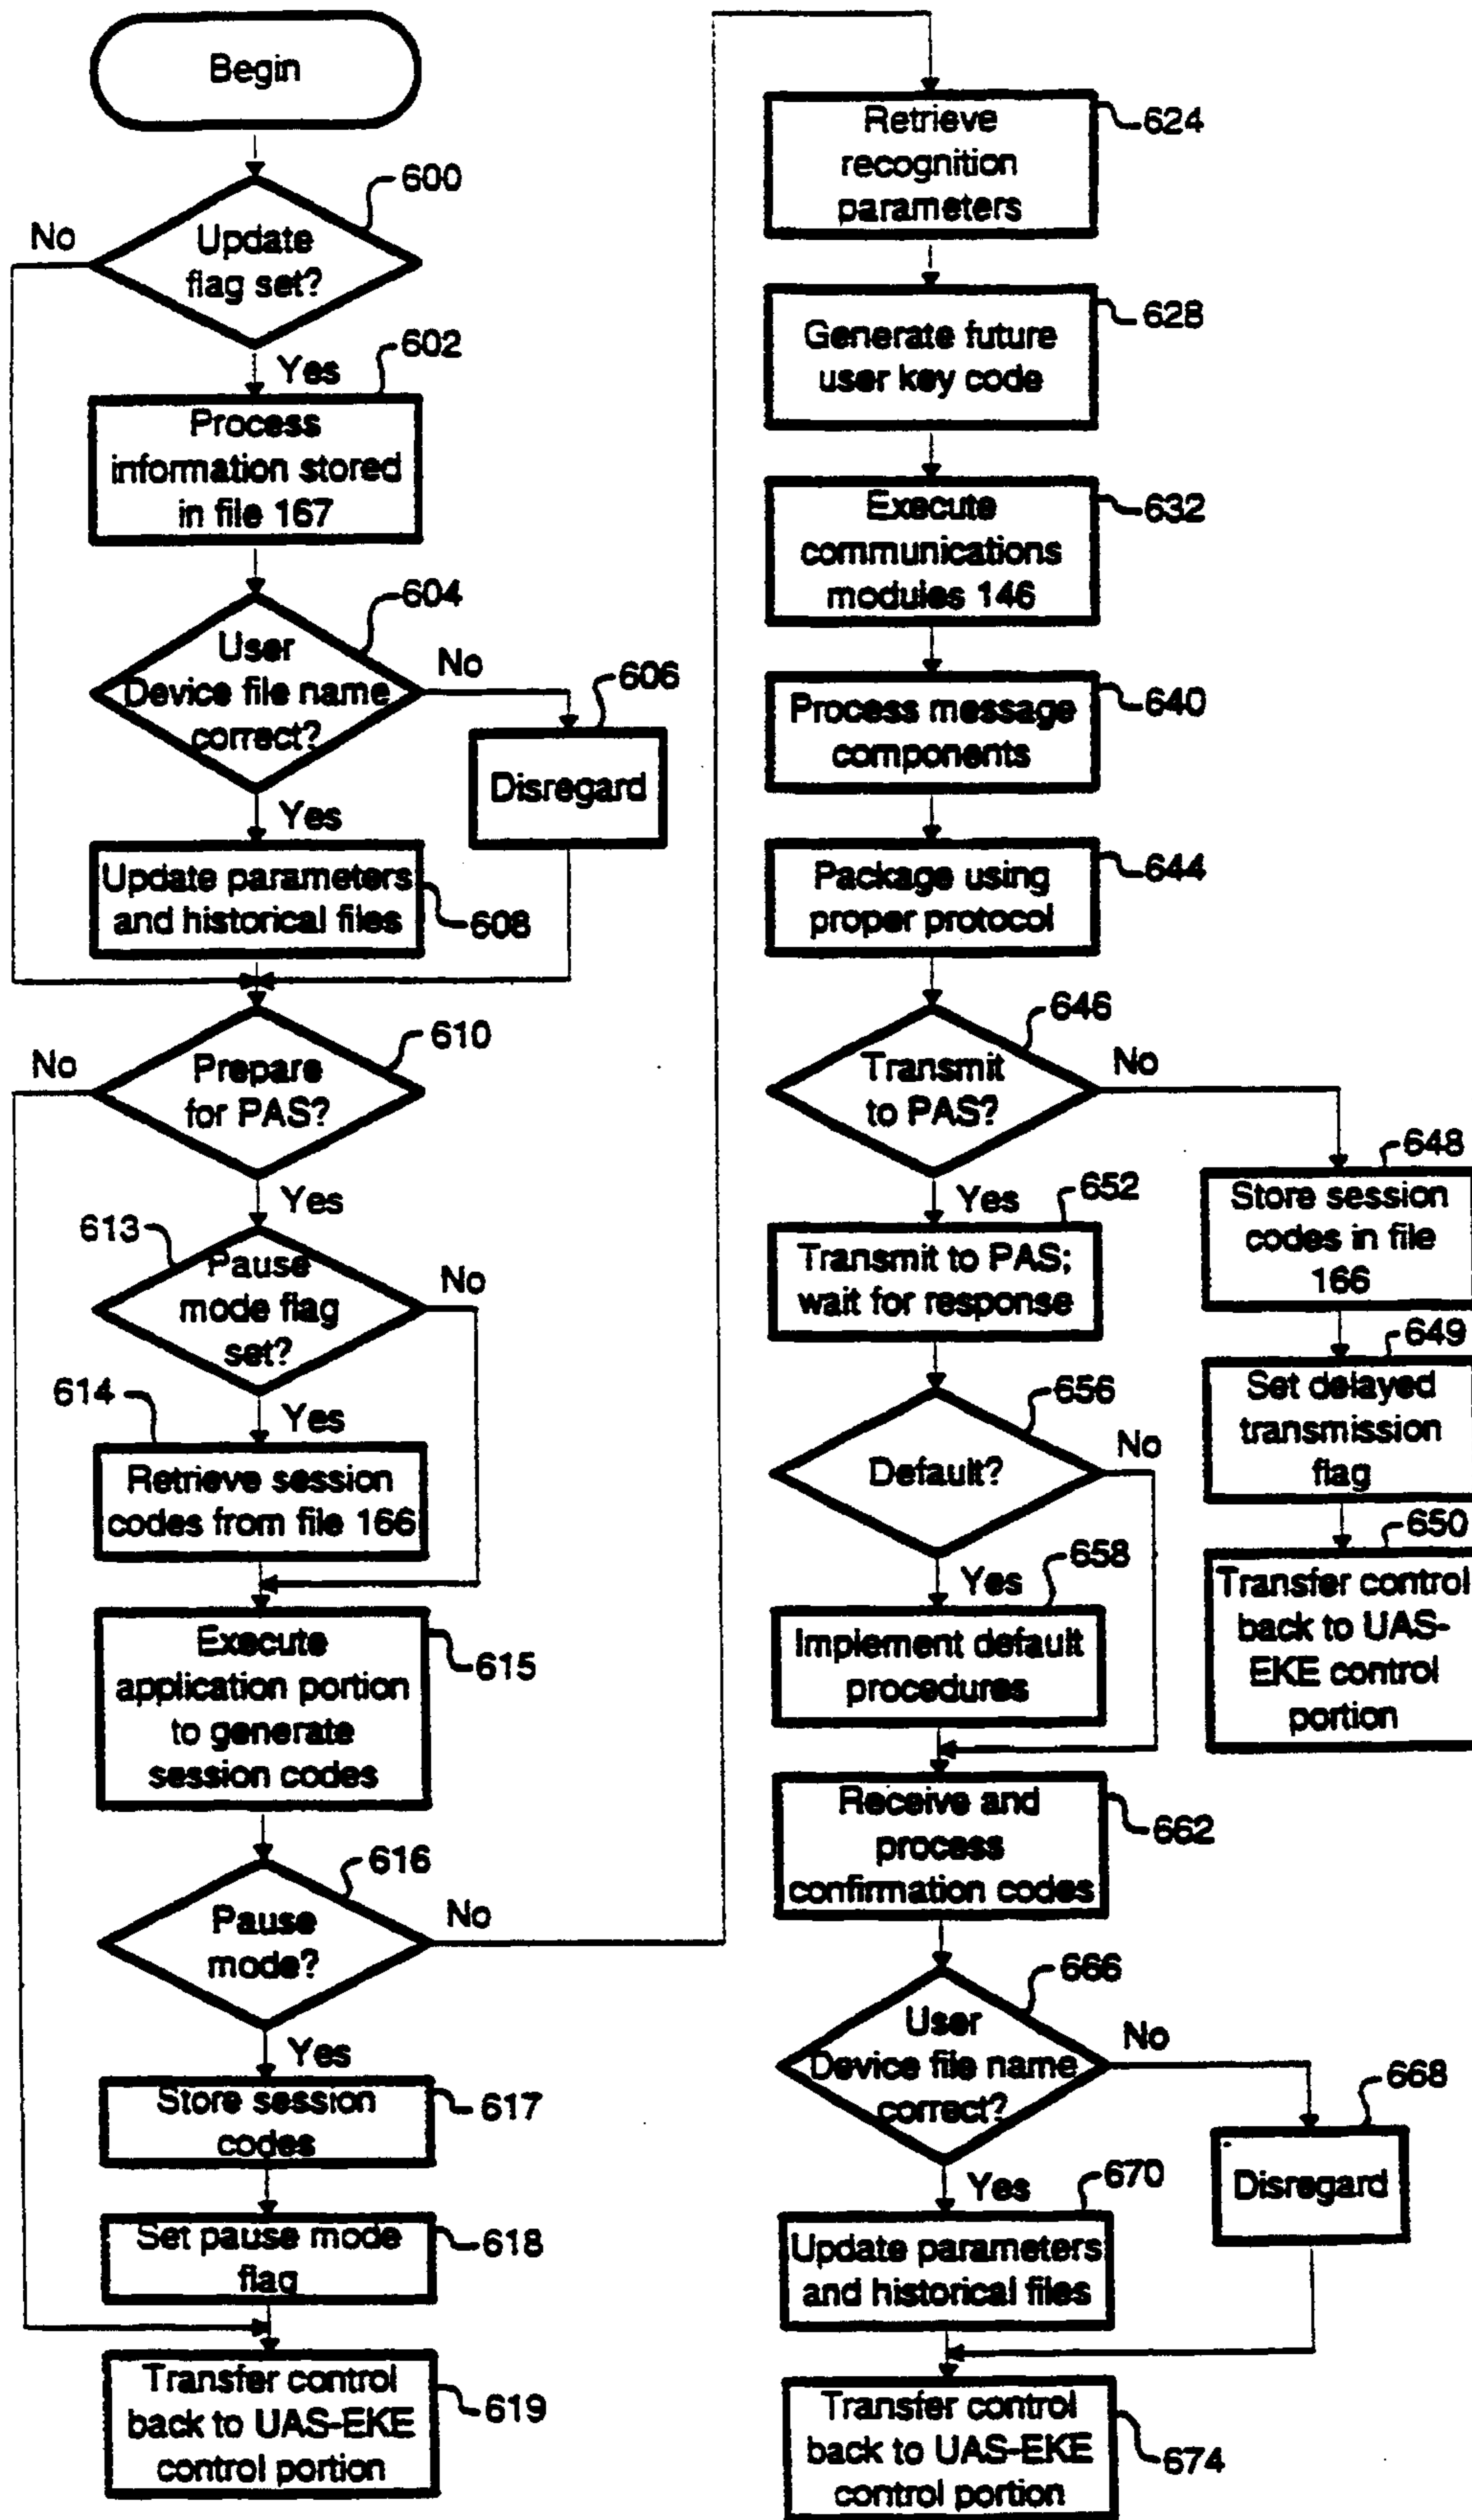 Begin
600
No
Update
flag set?
602
Yes
Process
information stored
in file 167
604
User
Device file name
correct?
No
606
Disregard
Yes
Update parameters
and historical files
608
610
No
Prepare
for PAS?
Yes
613
Pause
mode flag
set?
No
614
Yes
Retrieve session
codes from file 166
Execute
application portion
to generate
session codes
615
616
Pause
mode?
No
Yes
Store session
codes
617
Set pause mode
flag
618
Transfer control
back to UAS-EKE
control portion
619
Retrieve
recognition
parameters
624
Generate future
user key code
628
Execute
communications
modules 146
632
Process message
components
640
Package using
proper protocol
644
646
Transmit
to PAS?
No
648
Store session
codes in file
166
649
Set delayed
transmission
flag
650
Transfer control
back to UAS-
EKE control
portion
Yes
652
Transmit to PAS;
wait for response
656
Default?
No
Yes
658
Implement default
procedures
Receive and
process
confirmation codes
662
666
User
Device file name
correct?
No
668
Disregard
Yes
670
Update parameters
and historical files
Transfer control
back to UAS-EKE
control portion
674